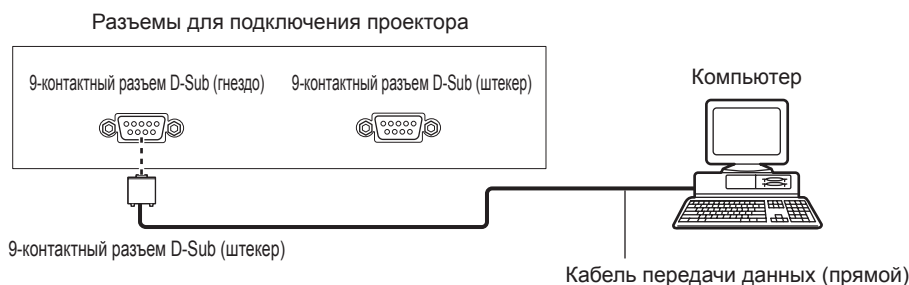 Разъемы для подключения проектора
9-контактный разъем D-Sub (гнездо)
9-контактный разъем D-Sub (штекер)
Компьютер
9-контактный разъем D-Sub (штекер)
Кабель передачи данных (прямой)